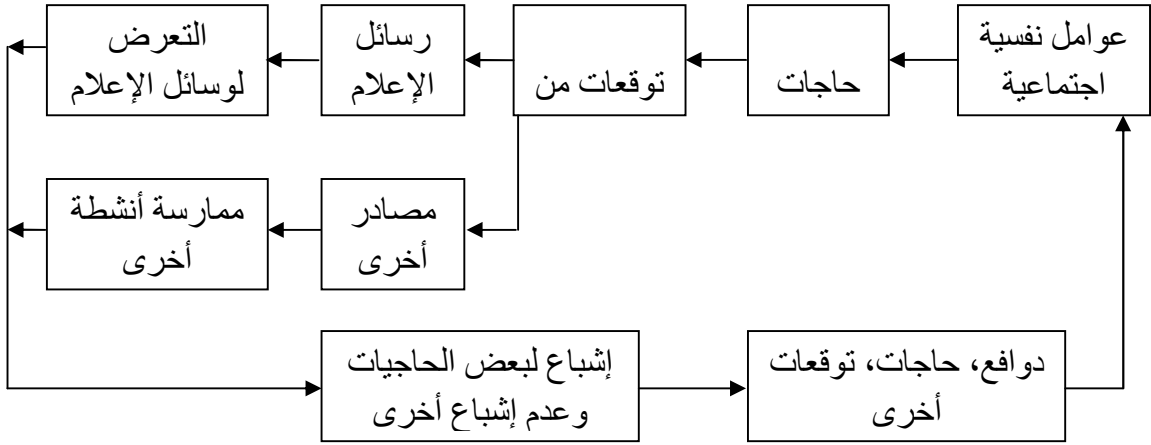 عوامل نفسية
اجتماعية
حاجات
توقعات من
رسائل
الإعلام
التعرض
لوسائل الإعلام
مصادر
أخرى
ممارسة أنشطة
أخرى
إشباع لبعض الحاجيات
وعدم إشباع أخرى
دوافع، حاجات، توقعات
أخرى